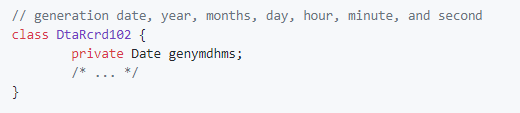 // generation date, year, months, day, hour, minute, and second
class DtaRcrd102 {
        private Date genymdhms;
        /* ... */
}